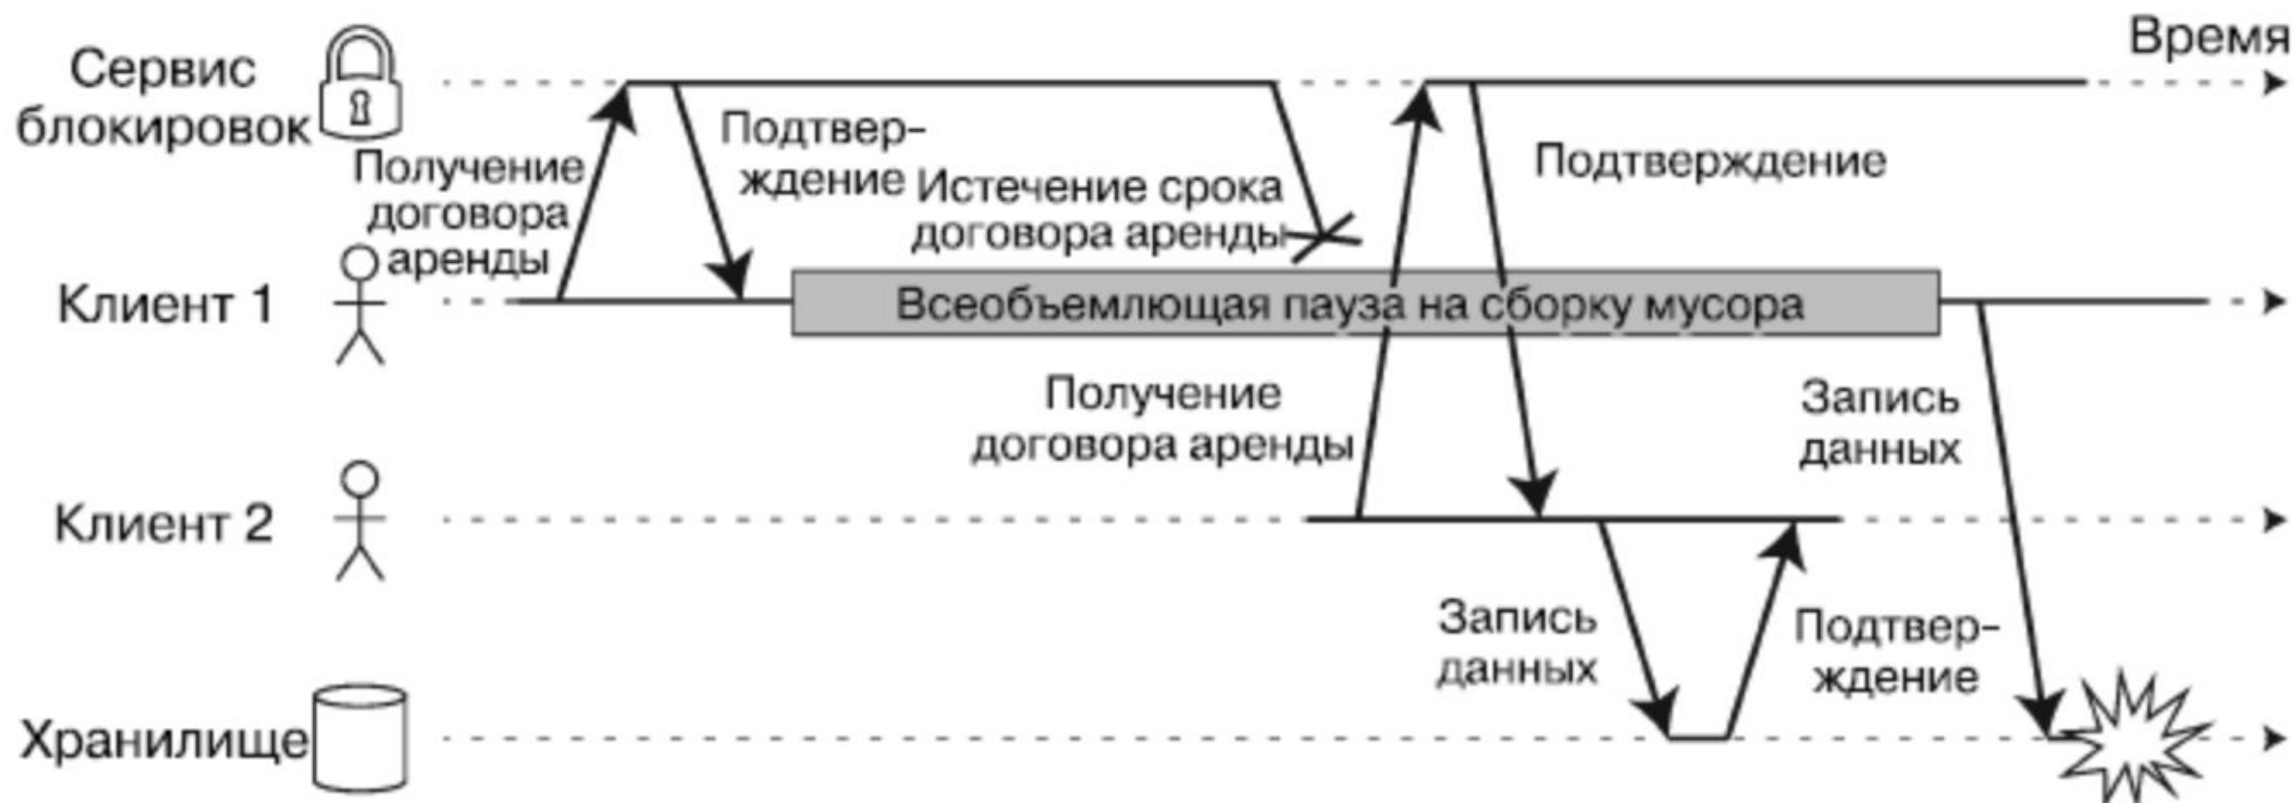 Время
Сервис
блокировок
Получение
договора
аренды
Подтвер-
ждение
Истечение срока
договора аренды
Подтверждение
Клиент 1
Всеобъемлющая пауза на сборку мусора
Получение
договора аренды
Запись
данных
Клиент 2
Запись
данных
Подтвер-
ждение
Хранилище